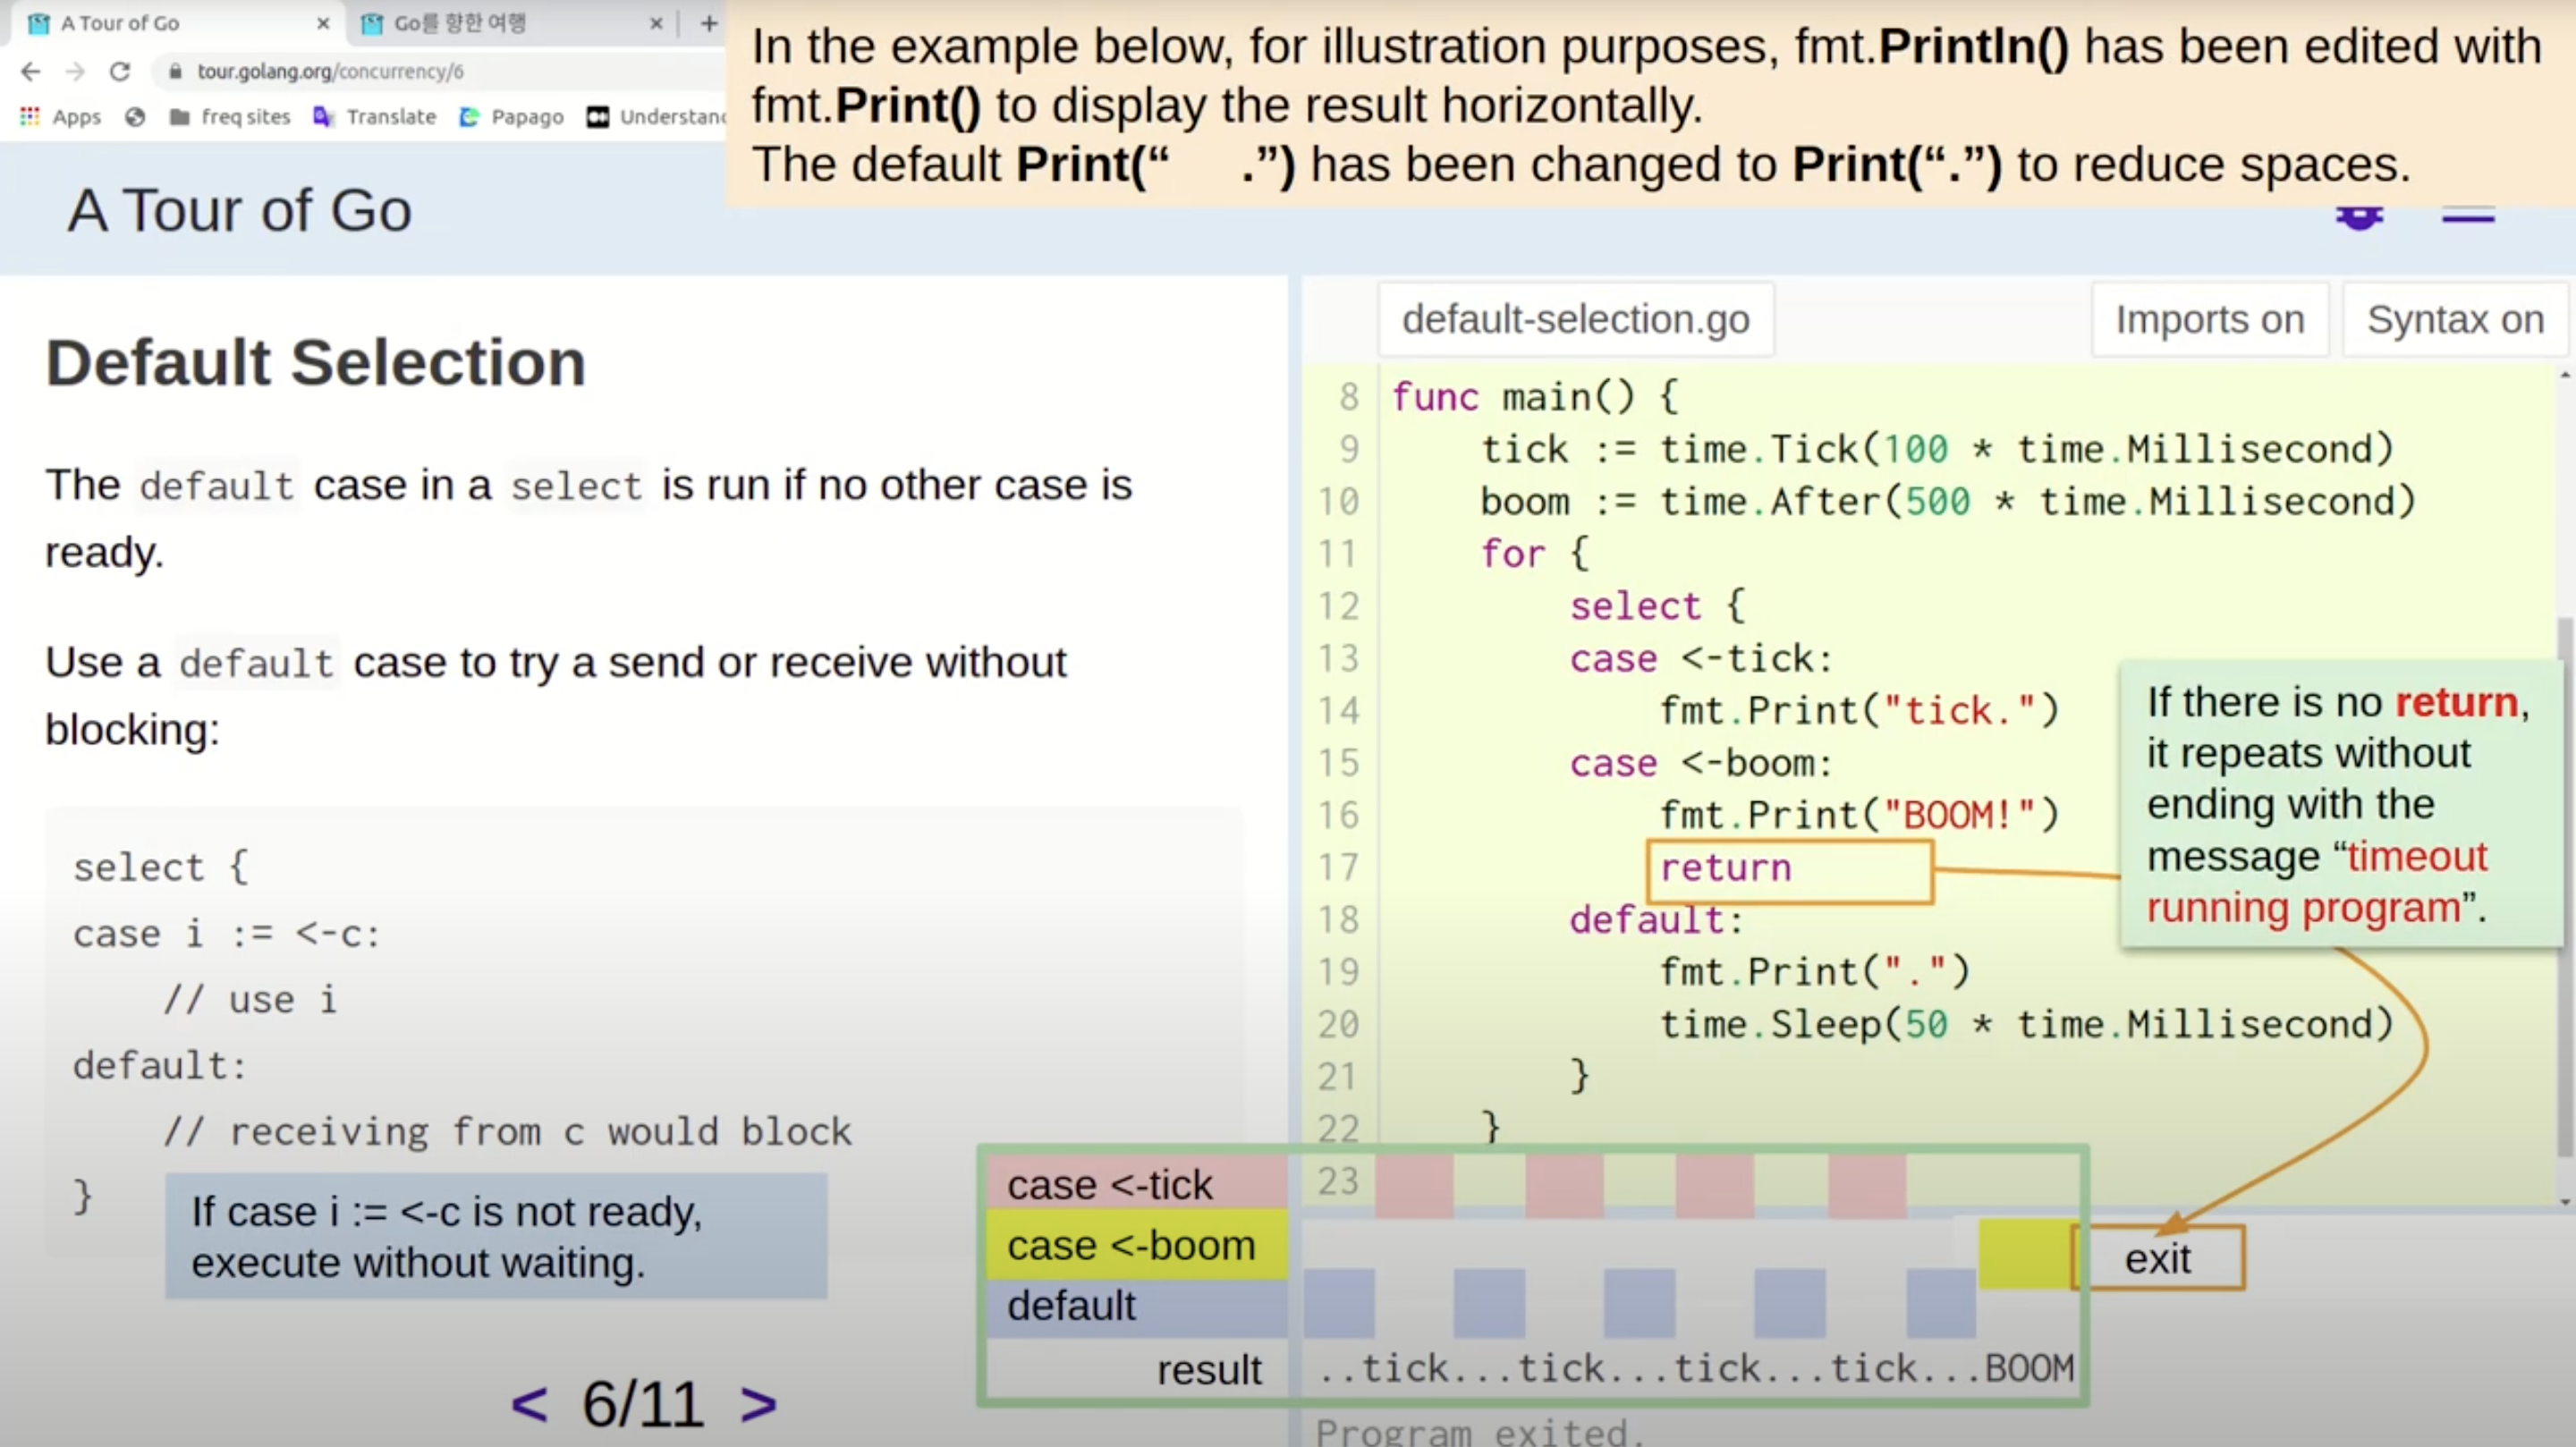 A Tour of Go
Go를 향한 여행
tour.golang.org/concurrency/6
Apps freq sites Translate Papago
In the example below, for illustration purposes, fmt.Println() has been edited with
fmt.Print() to display the result horizontally.
The default Print(“     .”) has been changed to Print(“.”) to reduce spaces.
A Tour of Go
Default Selection
The default case in a select is run if no other case is
ready.
Use a default case to try a send or receive without
blocking:
select {
case i := <-c:
    // use i
default:
    // receiving from c would block
}
If case i := <-c is not ready,
execute without waiting.
< 6/11 >
default-selection.go
Imports on
Syntax on
8 func main() {
9     tick := time.Tick(100 * time.Millisecond)
10     boom := time.After(500 * time.Millisecond)
11     for {
12         select {
13         case <-tick:
14             fmt.Print("tick.")
15         case <-boom:
16             fmt.Print("BOOM!")
17             return
18         default:
19             fmt.Print(".")
20             time.Sleep(50 * time.Millisecond)
21         }
22     }
23
If there is no return,
it repeats without
ending with the
message “timeout
running program”.
case <-tick
case <-boom
default
result ..tick...tick...tick...tick...BOOM
exit
Program exited.